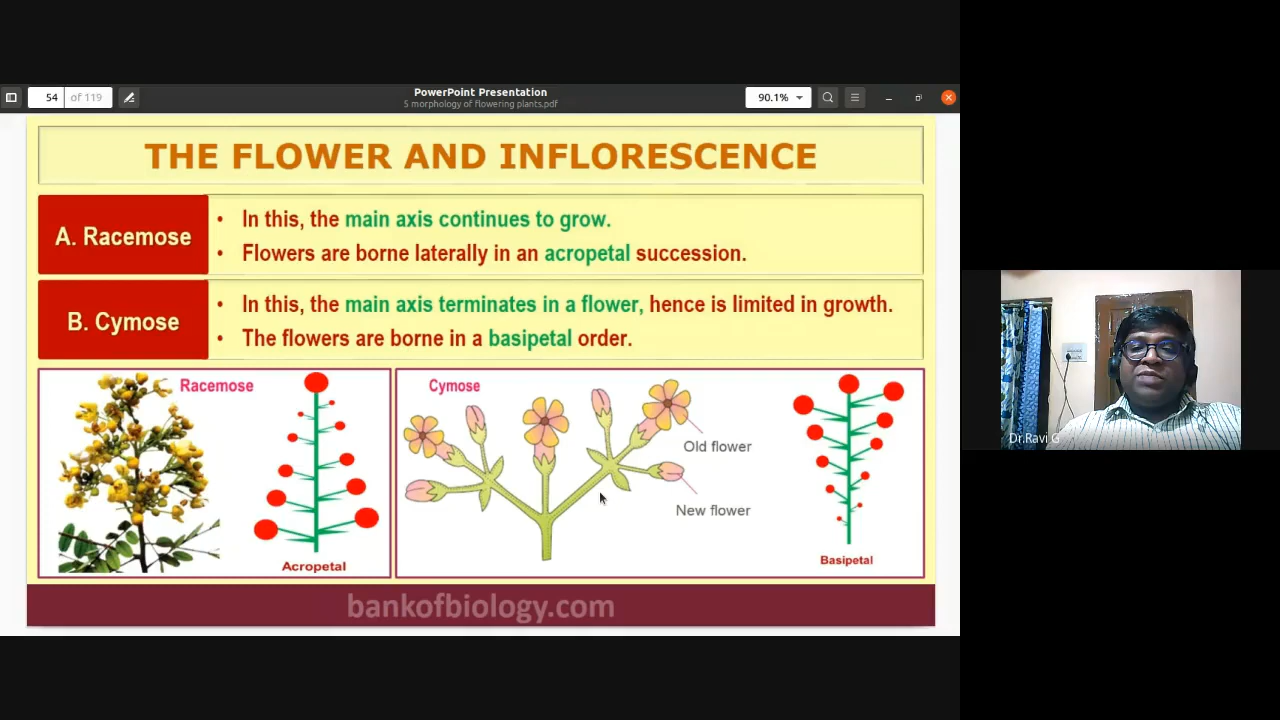 PowerPoint Presentation
54 of 119
5 morphology of flowering plants.pdf
90.1%
THE FLOWER AND INFLORESCENCE
A. Racemose
• In this, the main axis continues to grow.
• Flowers are borne laterally in an acropetal succession.
B. Cymose
• In this, the main axis terminates in a flower, hence is limited in growth.
• The flowers are borne in a basipetal order.
Racemose
Acropetal
Cymose
Old flower
New flower
Basipetal
bankofbiology.com
Dr.Ravi G